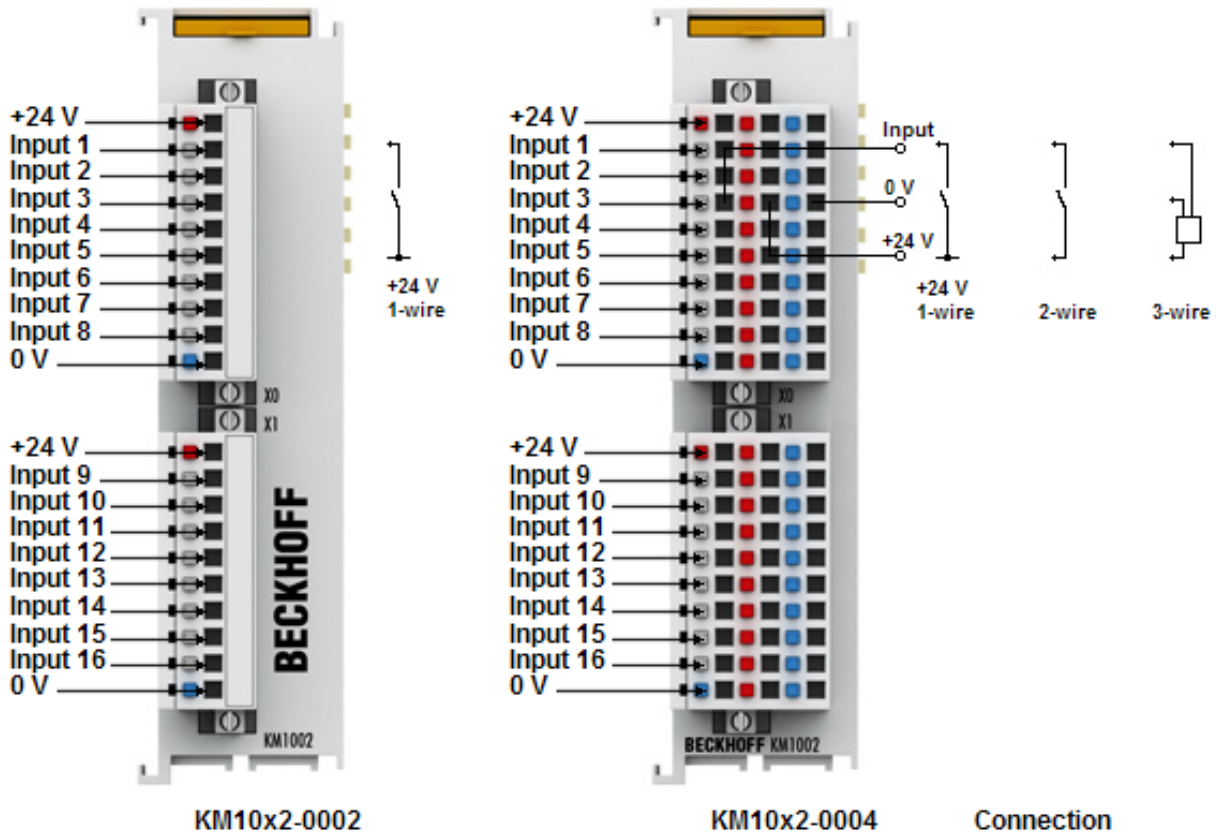 +24 V
Input 1
Input 2
Input 3
Input 4
Input 5
Input 6
Input 7
Input 8
0 V
X0
X1
+24 V
Input 9
Input 10
Input 11
Input 12
Input 13
Input 14
Input 15
Input 16
0 V
BECKHOFF
KM1002
+24 V
1-wire
KM10x2-0002
+24 V
Input 1
Input 2
Input 3
Input 4
Input 5
Input 6
Input 7
Input 8
0 V
X0
X1
+24 V
Input 9
Input 10
Input 11
Input 12
Input 13
Input 14
Input 15
Input 16
0 V
BECKHOFF KM1002
KM10x2-0004
Input
0 V
+24 V
+24 V
1-wire
2-wire
3-wire
Connection